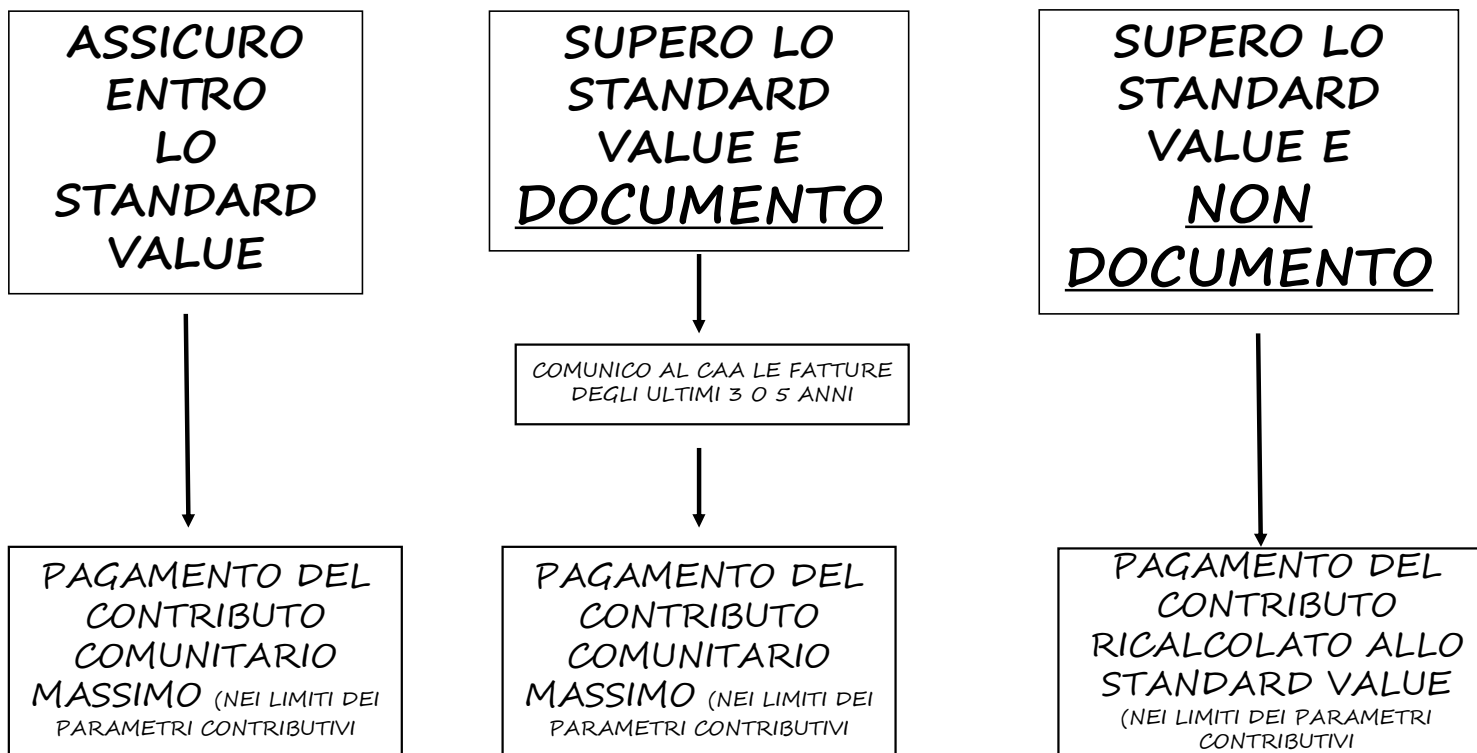 ASSICURO
ENTRO
LO
STANDARD
VALUE
SUPERO LO
STANDARD
VALUE E
DOCUMENTO
COMUNICO AL CAA LE FATTURE
DEGLI ULTIMI 3 O 5 ANNI
SUPERO LO
STANDARD
VALUE E
NON
DOCUMENTO
PAGAMENTO DEL
CONTRIBUTO
COMUNITARIO
MASSIMO (NEI LIMITI DEI
PARAMETRI CONTRIBUTIVI
PAGAMENTO DEL
CONTRIBUTO
COMUNITARIO
MASSIMO (NEI LIMITI DEI
PARAMETRI CONTRIBUTIVI
PAGAMENTO DEL
CONTRIBUTO
RICALCOLATO ALLO
STANDARD VALUE
(NEI LIMITI DEI PARAMETRI
CONTRIBUTIVI